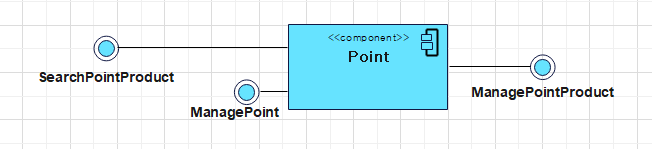 <<component>>
Point
SearchPointProduct
ManagePoint
ManagePointProduct